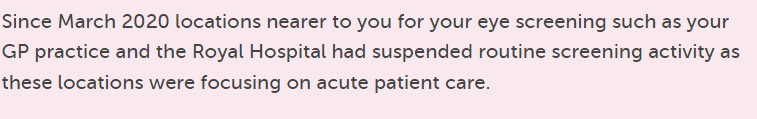 Since March 2020 locations nearer to you for your eye screening such as your
GP practice and the Royal Hospital had suspended routine screening activity as
these locations were focusing on acute patient care.